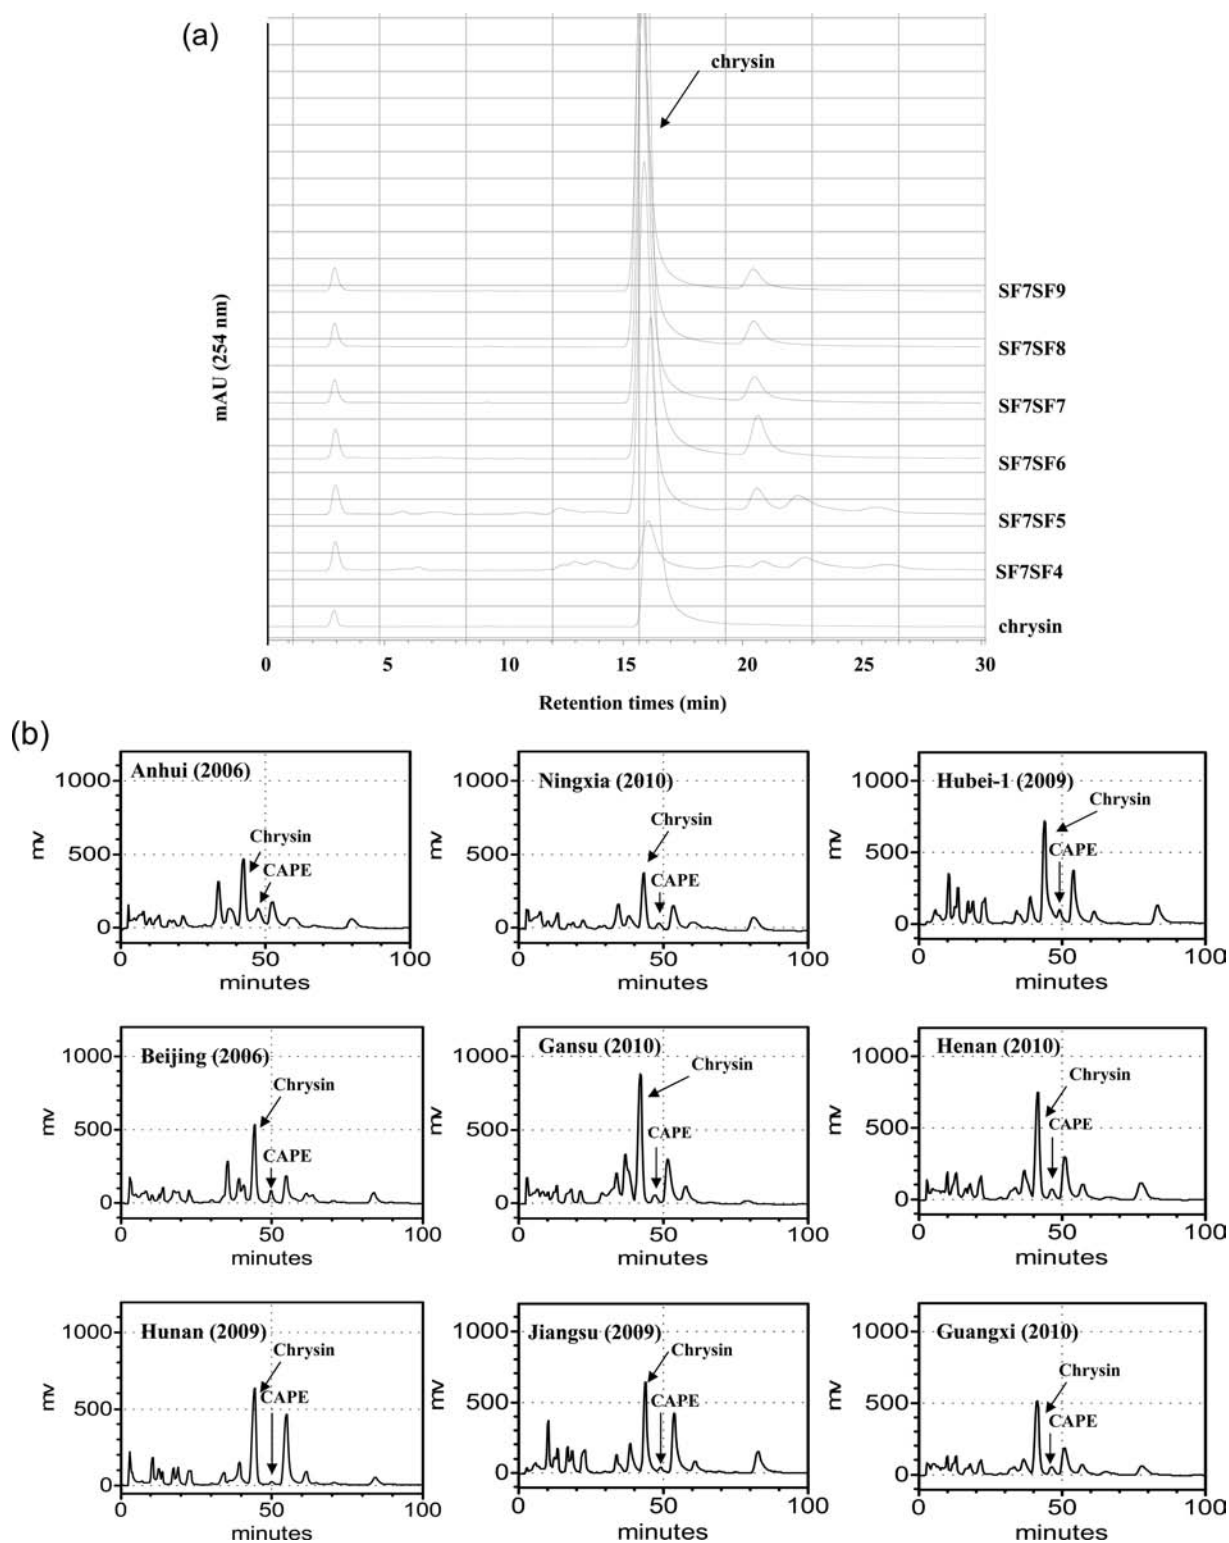 (a)
chrysin
mAU (254 nm)
SF7SF9
SF7SF8
SF7SF7
SF7SF6
SF7SF5
SF7SF4
chrysin
0 5 10 15 20 25 30
Retention times (min)
(b)
Anhui (2006)
1000
500
0
mv
Chrysin
CAPE
0 50 100
minutes
Ningxia (2010)
1000
500
0
mv
Chrysin
CAPE
0 50 100
minutes
Hubei-1 (2009)
1000
500
0
mv
Chrysin
CAPE
0 50 100
minutes
Beijing (2006)
1000
500
0
mv
Chrysin
CAPE
0 50 100
minutes
Gansu (2010)
1000
500
0
mv
Chrysin
CAPE
0 50 100
minutes
Henan (2010)
1000
500
0
mv
Chrysin
CAPE
0 50 100
minutes
Hunan (2009)
1000
500
0
mv
Chrysin
CAPE
0 50 100
minutes
Jiangsu (2009)
1000
500
0
mv
Chrysin
CAPE
0 50 100
minutes
Guangxi (2010)
1000
500
0
mv
Chrysin
CAPE
0 50 100
minutes